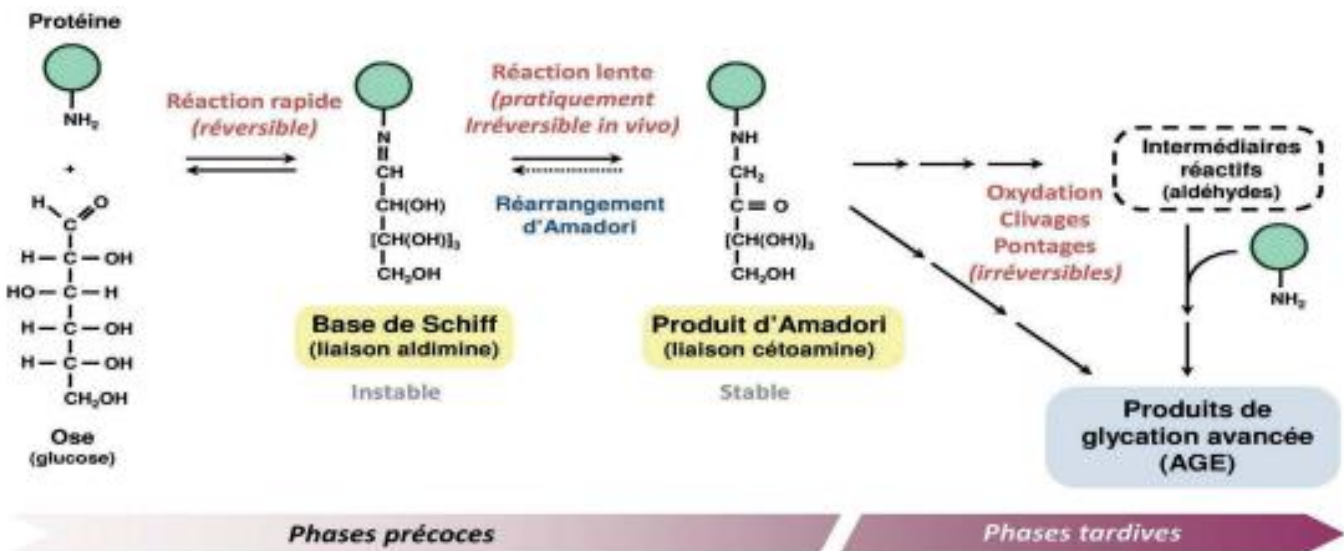 Protéine
NH₂
+
H
O
C
H—C—OH
HO—C—H
H—C—OH
H—C—OH
CH₂OH
Ose
(glucose)
Réaction rapide
(réversible)
N
CH
CH(OH)
[CH(OH)]₃
CH₂OH
Base de Schiff
(liaison aldimine)
Instable
Réaction lente
(pratiquement
Irréversible in vivo)
Réarrangement
d'Amadori
NH
CH₂
C = O
[CH(OH)]₃
CH₂OH
Produit d'Amadori
(liaison cétoamine)
Stable
Oxydation
Clivages
Pontages
(irréversibles)
Intermédiaires
réactifs
(aldéhydes)
NH₂
Produits de
glycation avancée
(AGE)
Phases précoces
Phases tardives